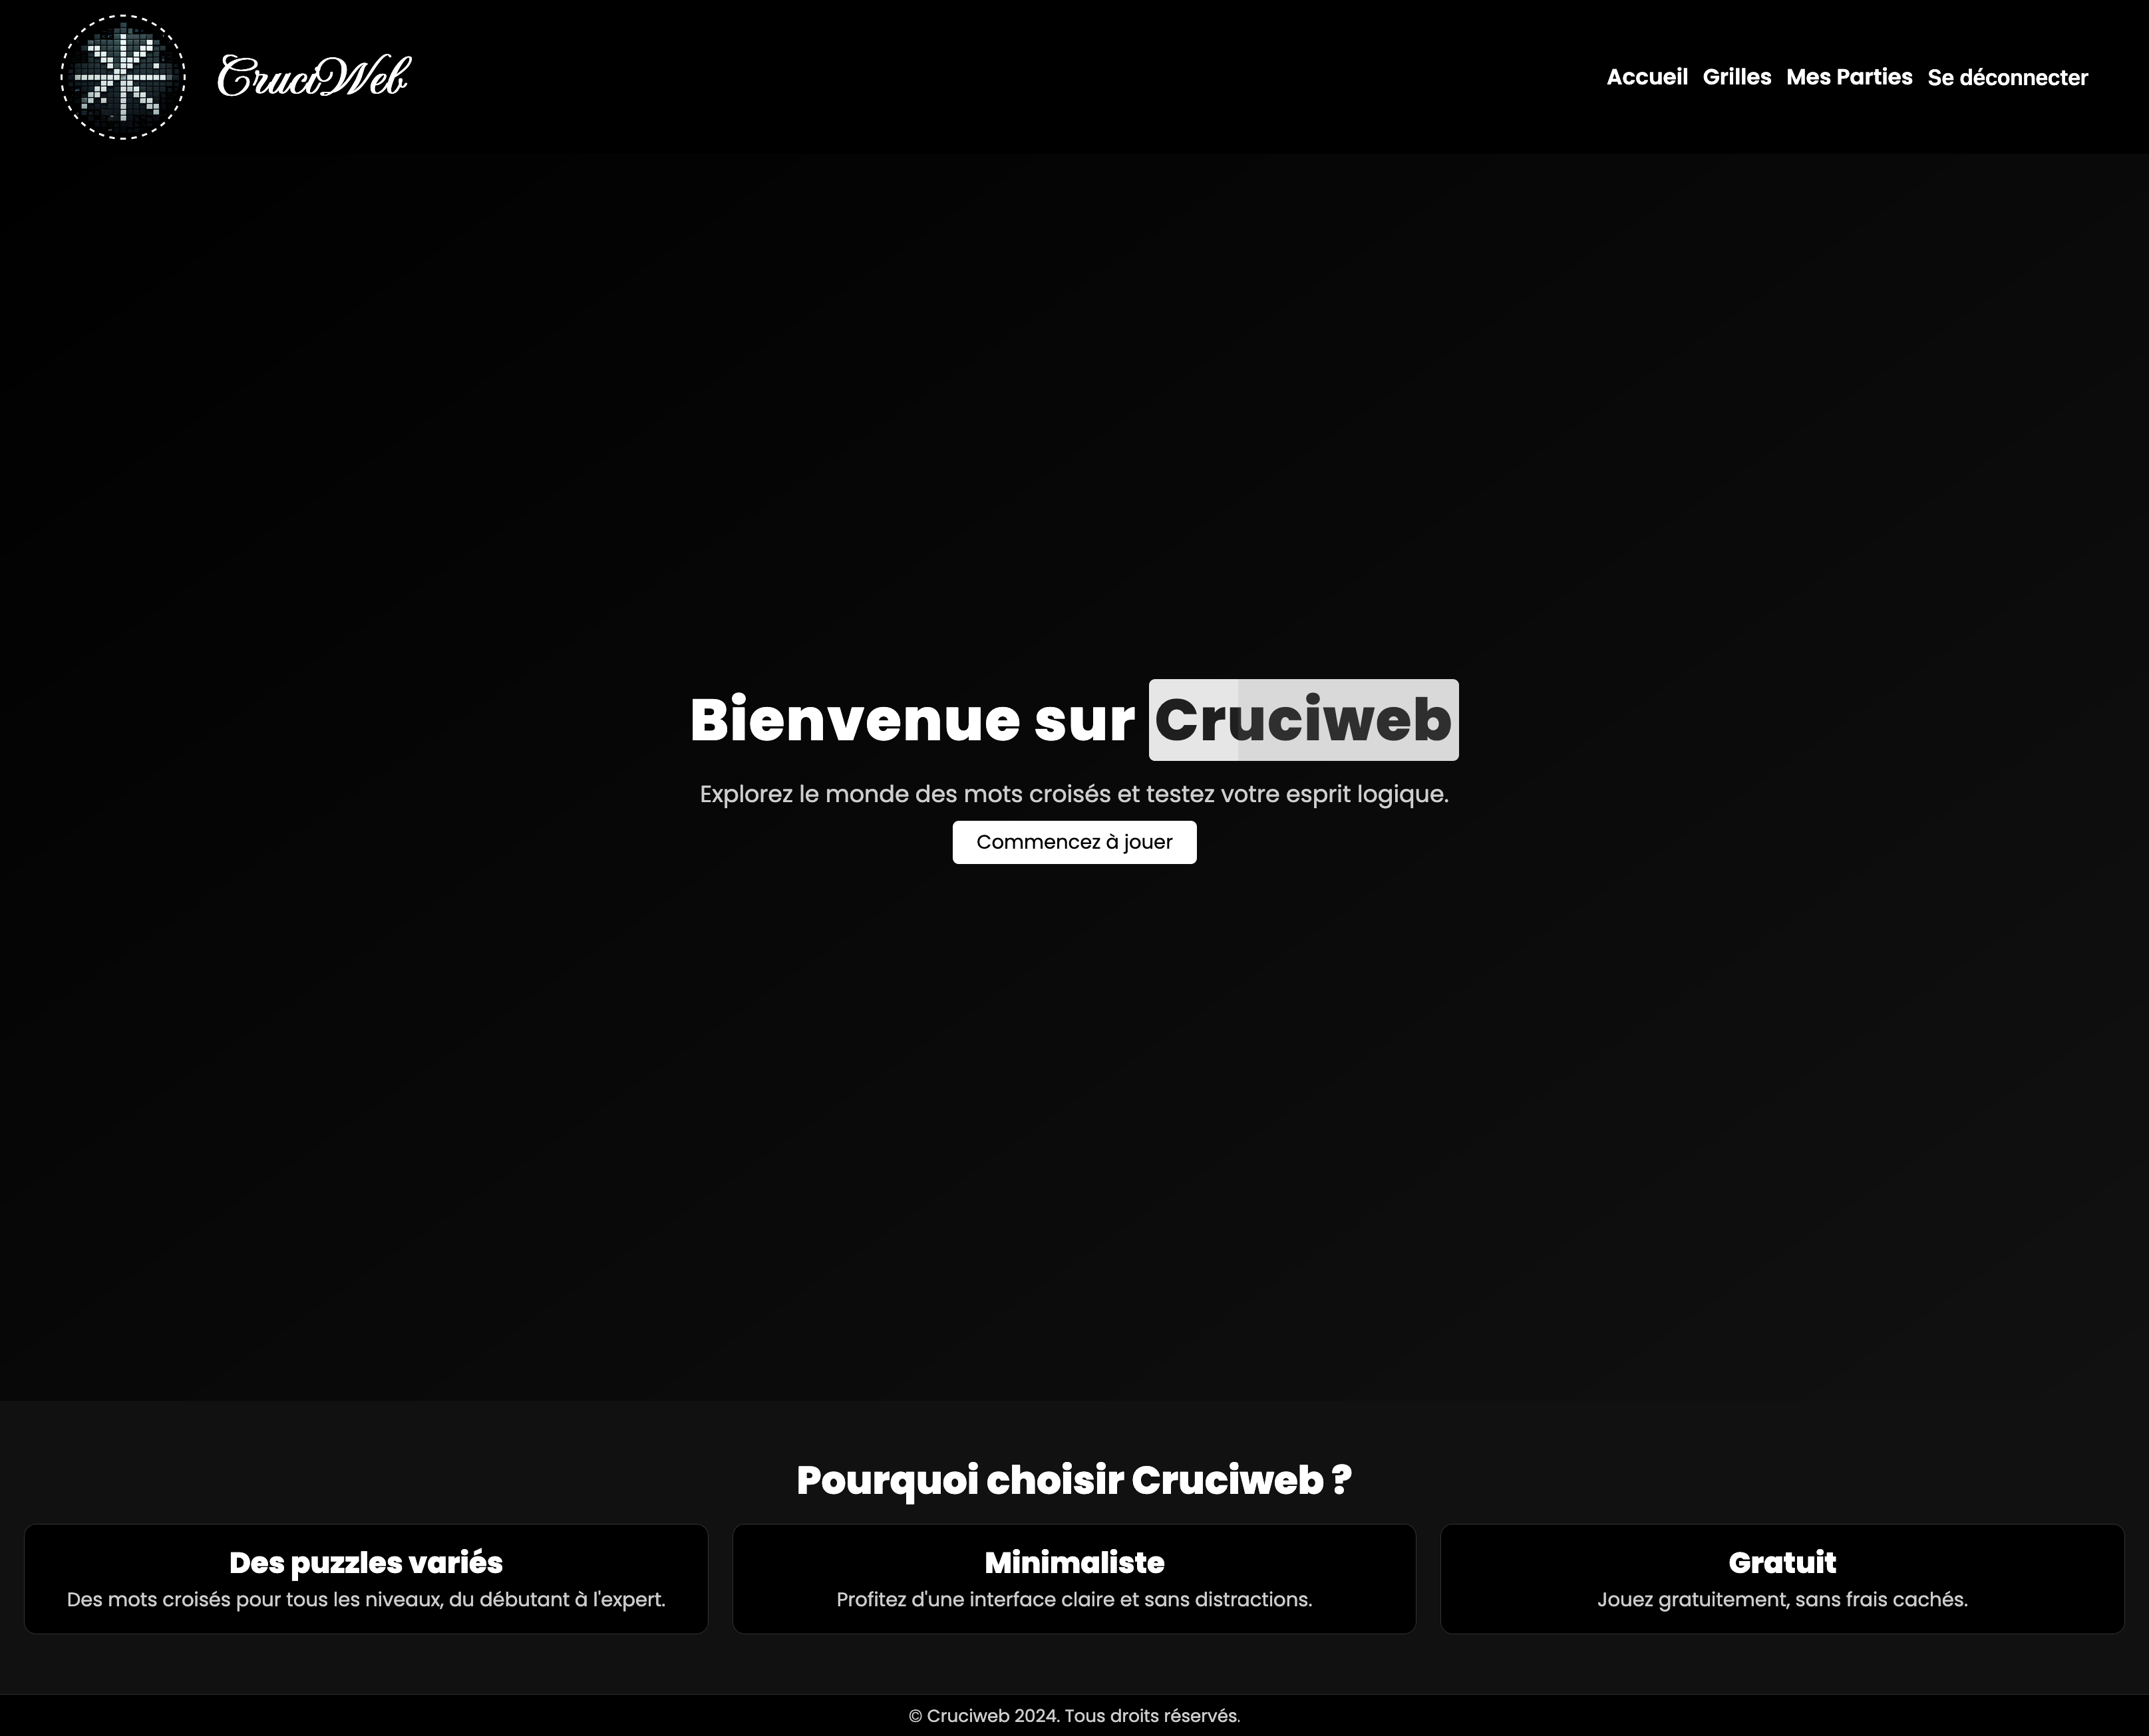 CruciWeb
Accueil Grilles Mes Parties Se déconnecter
Bienvenue sur Cruciweb
Explorez le monde des mots croisés et testez votre esprit logique.
Commencez à jouer
Pourquoi choisir Cruciweb ?
Des puzzles variés
Des mots croisés pour tous les niveaux, du débutant à l'expert.
Minimaliste
Profitez d'une interface claire et sans distractions.
Gratuit
Jouez gratuitement, sans frais cachés.
© Cruciweb 2024. Tous droits réservés.